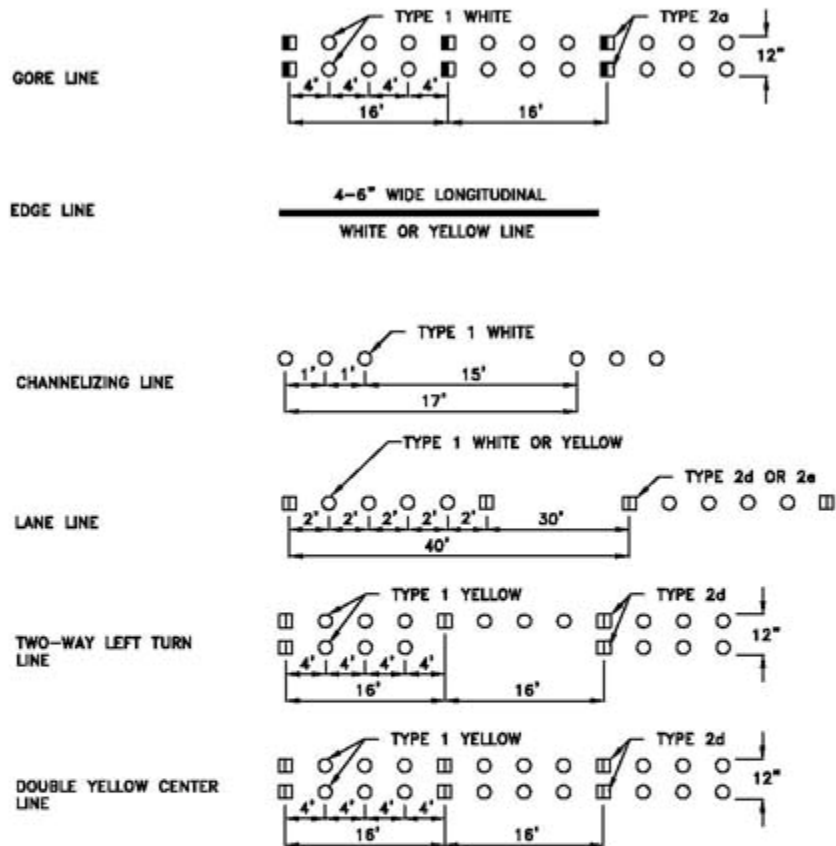 TYPE 1 WHITE
TYPE 2a
12"
GORE LINE
4' 4' 4' 4'
16' 16'
4-6" WIDE LONGITUDINAL
EDGE LINE
WHITE OR YELLOW LINE
TYPE 1 WHITE
CHANNELIZING LINE
1' 1' 15'
17'
TYPE 1 WHITE OR YELLOW
TYPE 2d OR 2e
LANE LINE
2' 2' 2' 2' 2' 30'
40'
TYPE 1 YELLOW
TYPE 2d
12"
TWO-WAY LEFT TURN
LINE
4' 4' 4' 4'
16' 16'
TYPE 1 YELLOW
TYPE 2d
12"
DOUBLE YELLOW CENTER
LINE
4' 4' 4' 4'
16' 16'